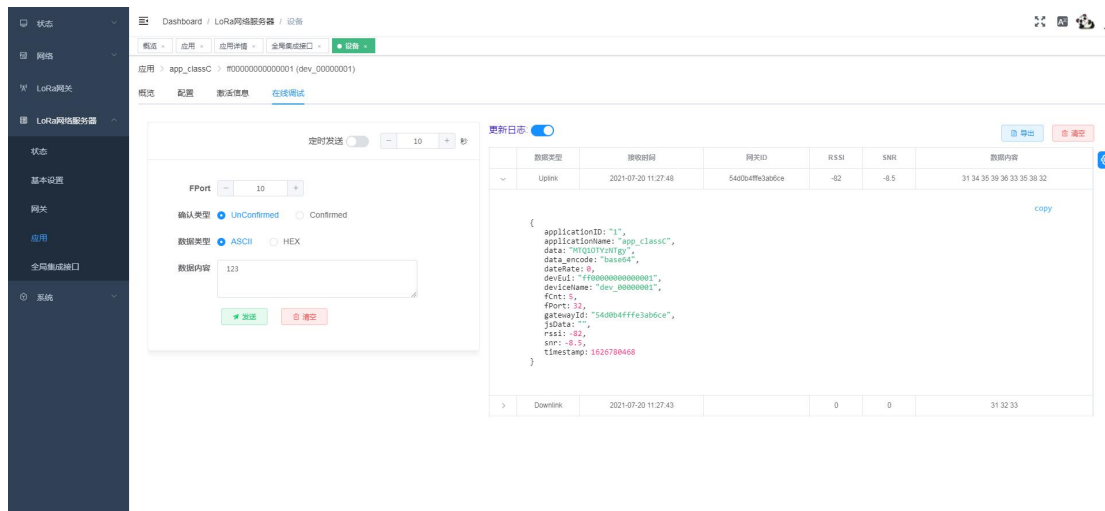 状态
网络
LoRa网关
LoRa网络服务器
状态
基本设置
网关
应用
全局集成接口
系统
Dashboard / LoRa网络服务器 / 设备
概览 × 应用 × 应用详情 × 全局集成接口 × 设备 ×
应用 > app_classC > ff00000000000001 (dev_00000001)
概览 配置 激活信息 在线调试
定时发送 - 10 + 秒
FPort - 10 +
确认类型 UnConfirmed Confirmed
数据类型 ASCII HEX
数据内容 123
发送 清空
更新日志: 导出 清空
数据类型 接收时间 网关ID RSSI SNR 数据内容
Uplink 2021-07-20 11:27:48 54d0b4fffe3ab6ce -82 -8.5 31 34 35 39 36 33 35 38 32
copy
{
applicationID: "1",
applicationName: "app_classC",
data: "MTQ1OTYzNTgy",
data_encode: "base64",
dateRate: 0,
devEui: "ff00000000000001",
deviceName: "dev_00000001",
fCnt: 5,
fPort: 32,
gatewayId: "54d0b4fffe3ab6ce",
jsData: "",
rssi: -82,
snr: -8.5,
timestamp: 1626780468
}
Downlink 2021-07-20 11:27:43 0 0 31 32 33